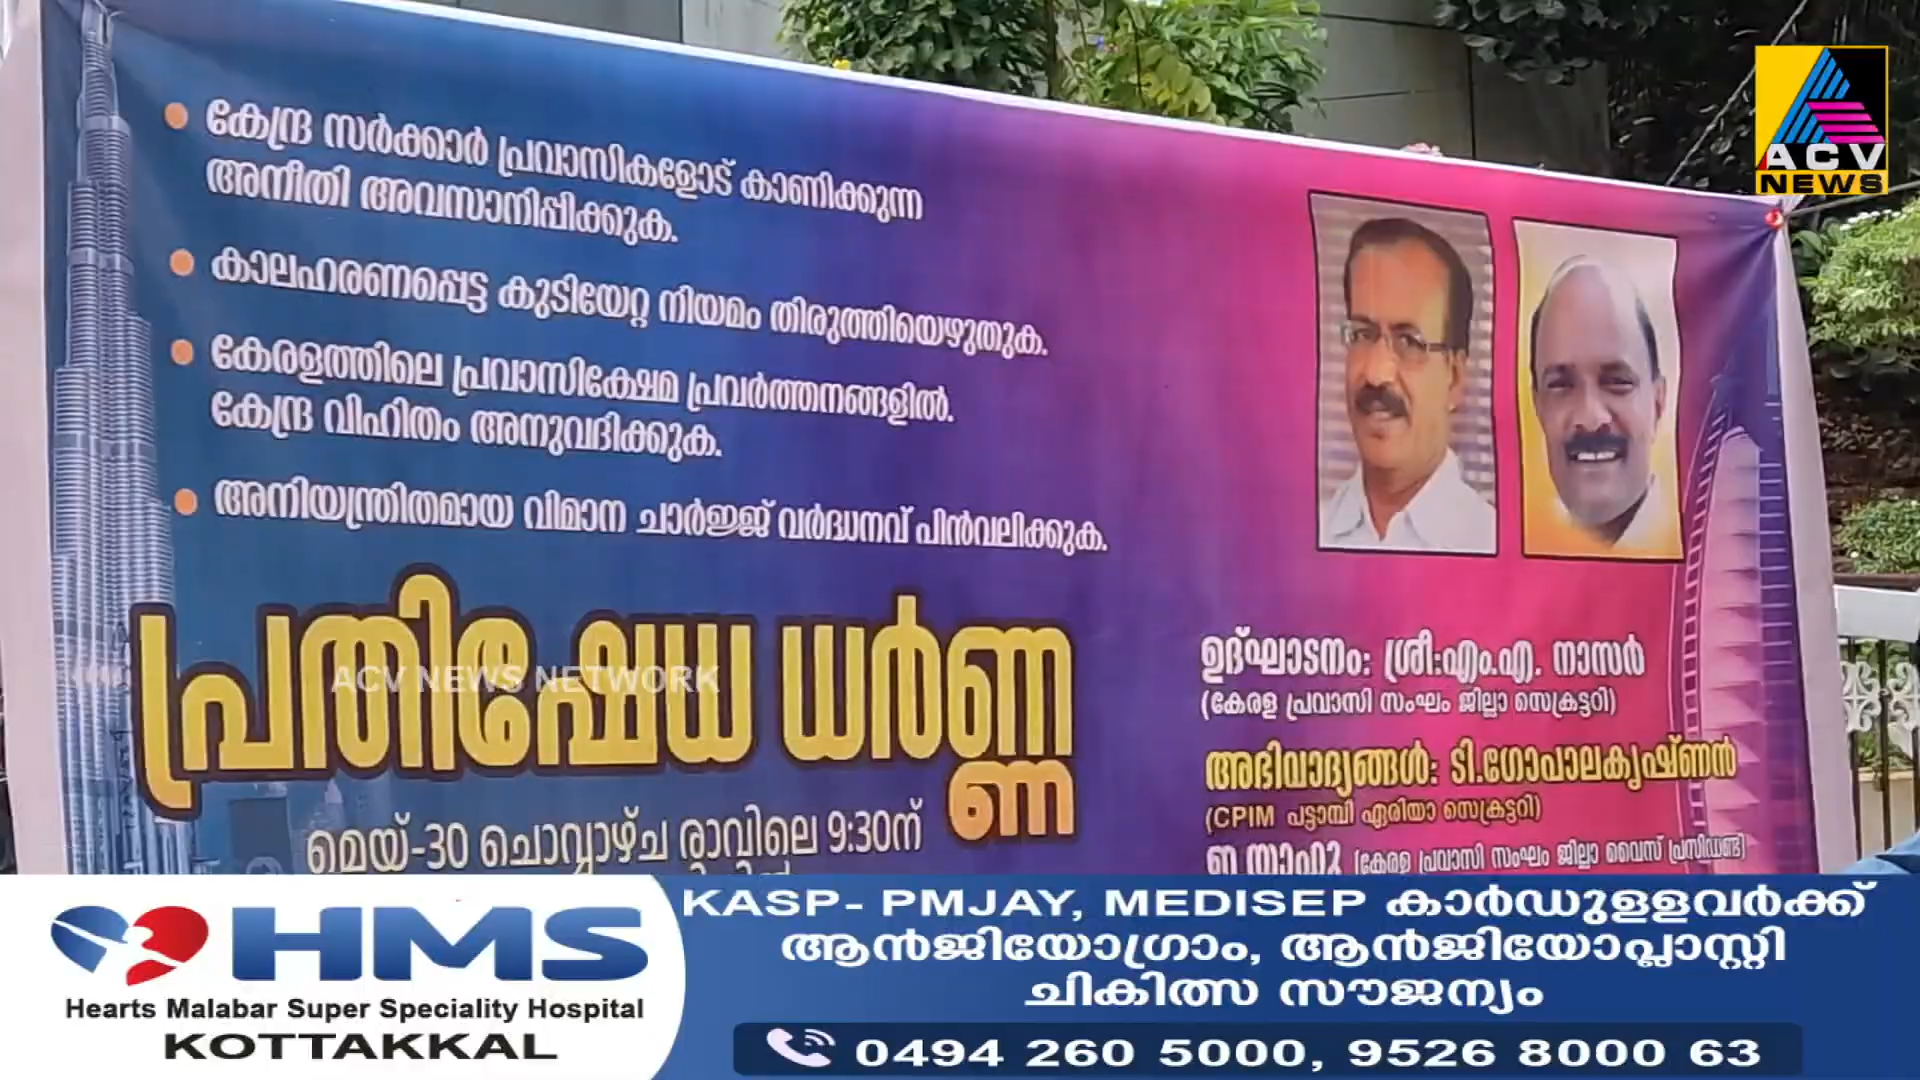 കേന്ദ്ര സർക്കാർ പ്രവാസികളോട് കാണിക്കുന്ന
അനീതി അവസാനിപ്പിക്കുക.
കാലഹരണപ്പെട്ട കുടിയേറ്റ നിയമം തിരുത്തിയെഴുതുക.
കേരളത്തിലെ പ്രവാസിക്ഷേമ പ്രവർത്തനങ്ങളിൽ.
കേന്ദ്ര വിഹിതം അനുവദിക്കുക.
അനിയന്ത്രിതമായ വിമാന ചാർജ്ജ് വർദ്ധനവ് പിൻവലിക്കുക.
പ്രതിഷേധ ധർണ്ണ
മെയ്-30 ചൊവ്വാഴ്ച രാവിലെ 9:30ന്
ഉദ്ഘാടനം: ശ്രീ:എം.എ. നാസർ
(കേരള പ്രവാസി സംഘം ജില്ലാ സെക്രട്ടറി)
അഭിവാദ്യങ്ങൾ: ടി.ഗോപാലകൃഷ്ണൻ
(CPIM പട്ടാമ്പി ഏരിയാ സെക്രട്ടറി)
(കേരള പ്രവാസി സംഘം ജില്ലാ വൈസ് പ്രസിഡണ്ട്)
ACV
NEWS
ACV NEWS NETWORK
HMS
Hearts Malabar Super Speciality Hospital
KOTTAKKAL
KASP- PMJAY, MEDISEP കാർഡുള്ളവർക്ക്
ആൻജിയോഗ്രാം, ആൻജിയോപ്ലാസ്റ്റി
ചികിത്സ സൗജന്യം
0494 260 5000, 9526 8000 63